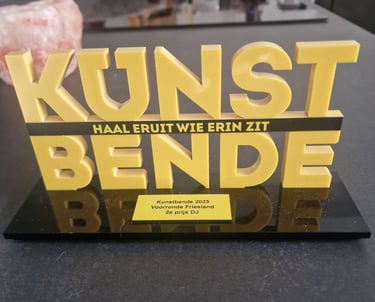 KUNST
HAAL ERUIT WIE ERIN ZIT
BENDE
Kunstbende 2025
Voorronde Friesland
2e prijs DJ